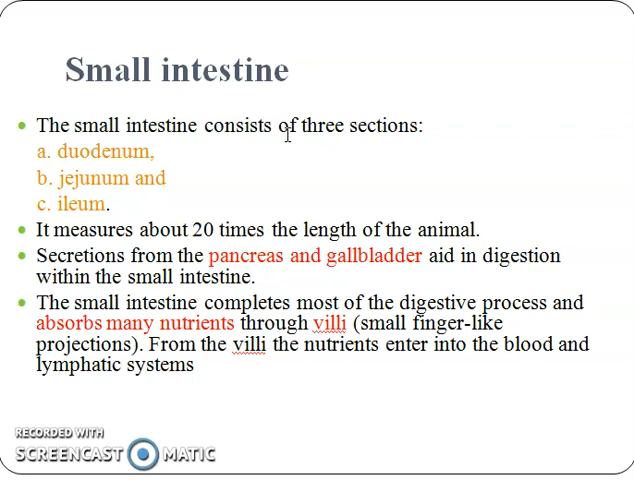 Small intestine
The small intestine consists of three sections:
a. duodenum,
b. jejunum and
c. ileum.
It measures about 20 times the length of the animal.
Secretions from the pancreas and gallbladder aid in digestion
within the small intestine.
The small intestine completes most of the digestive process and
absorbs many nutrients through villi (small finger-like
projections). From the villi the nutrients enter into the blood and
lymphatic systems
RECORDED WITH
SCREENCAST MATIC